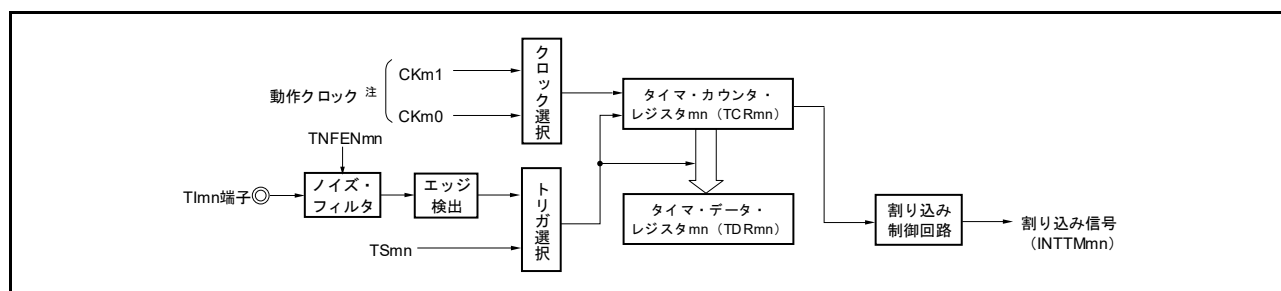 動作クロック 注
CKm1
CKm0
クロック選択
タイマ・カウンタ・
レジスタmn（TCRmn）
TNFENmn
TImn端子
ノイズ・
フィルタ
エッジ
検出
TSmn
トリガ選択
タイマ・データ・
レジスタmn（TDRmn）
割り込み
制御回路
割り込み信号
（INTTMmn）